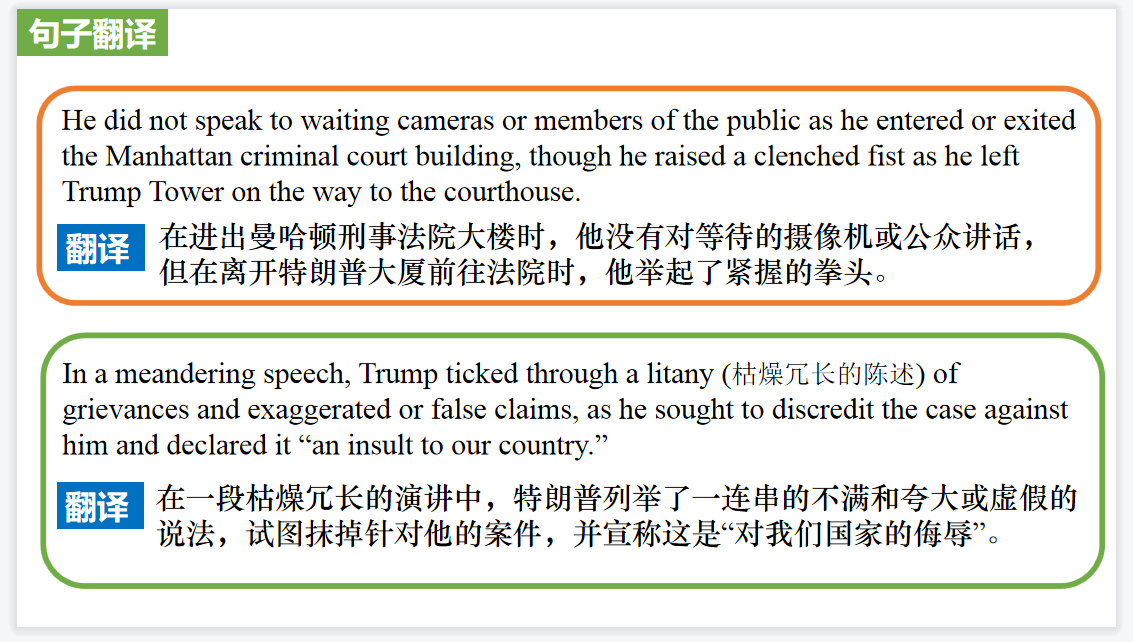 句子翻译
He did not speak to waiting cameras or members of the public as he entered or exited
the Manhattan criminal court building, though he raised a clenched fist as he left
Trump Tower on the way to the courthouse.
翻译 在进出曼哈顿刑事法院大楼时，他没有对等待的摄像机或公众讲话，
但在离开特朗普大厦前往法院时，他举起了紧握的拳头。
In a meandering speech, Trump ticked through a litany (枯燥冗长的陈述) of
grievances and exaggerated or false claims, as he sought to discredit the case against
him and declared it “an insult to our country.”
翻译 在一段枯燥冗长的演讲中，特朗普列举了一连串的不满和夸大或虚假的
说法，试图抹掉针对他的案件，并宣称这是“对我们国家的侮辱”。